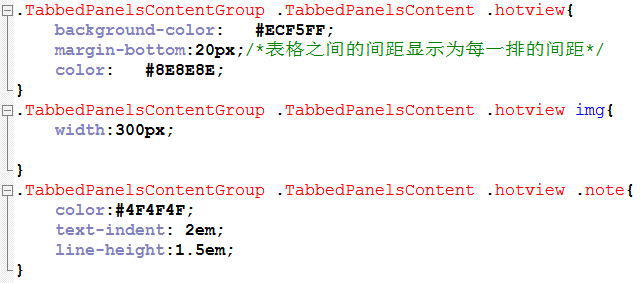 .TabbedPanelsContentGroup .TabbedPanelsContent .hotview{
background-color:   #ECF5FF;
margin-bottom:20px;/*表格之间的间距显示为每一排的间距*/
color:   #8E8E8E;
}
.TabbedPanelsContentGroup .TabbedPanelsContent .hotview img{
width:300px;
}
.TabbedPanelsContentGroup .TabbedPanelsContent .hotview .note{
color:#4F4F4F;
text-indent: 2em;
line-height:1.5em;
}